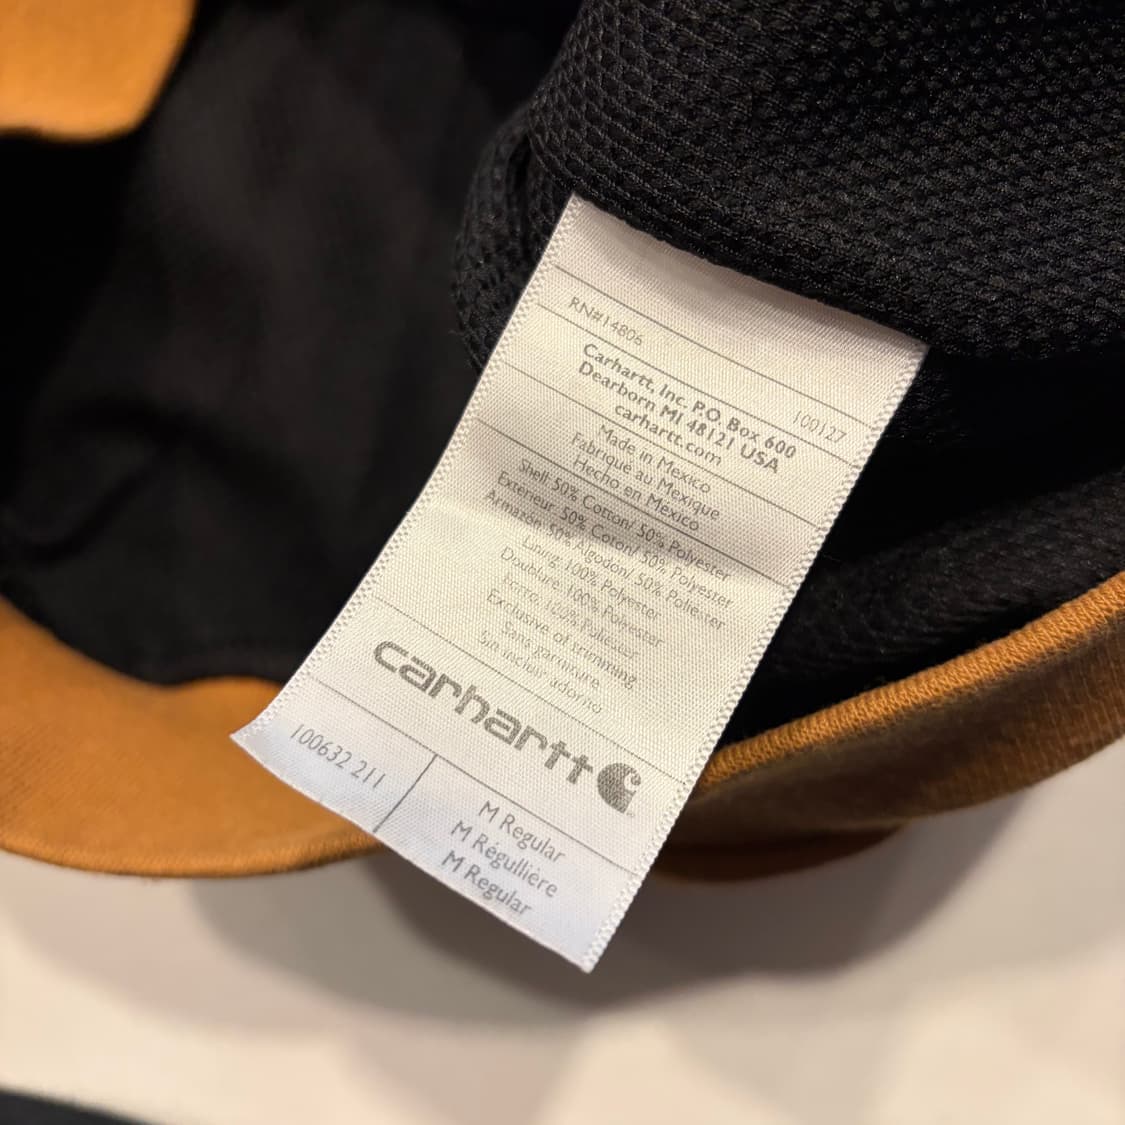 RN#14806
100127
Carhartt, Inc. P.O. Box 600
Dearborn MI 48121 USA
carhartt.com
Made in Mexico
Fabriqué au Mexique
Hecho en México
Shell: 50% Cotton/ 50% Polyester
Exterieur: 50% Coton/ 50% Polyester
Armazón: 50% Algodon/ 50% Poliester
Lining: 100% Polyester
Doublure: 100% Polyester
Forro: 100% Poliester
Exclusive of trimming
Sans garniture
Sin incluir adorno
carhartt
100632 211
M Regular
M Régullière
M Regular